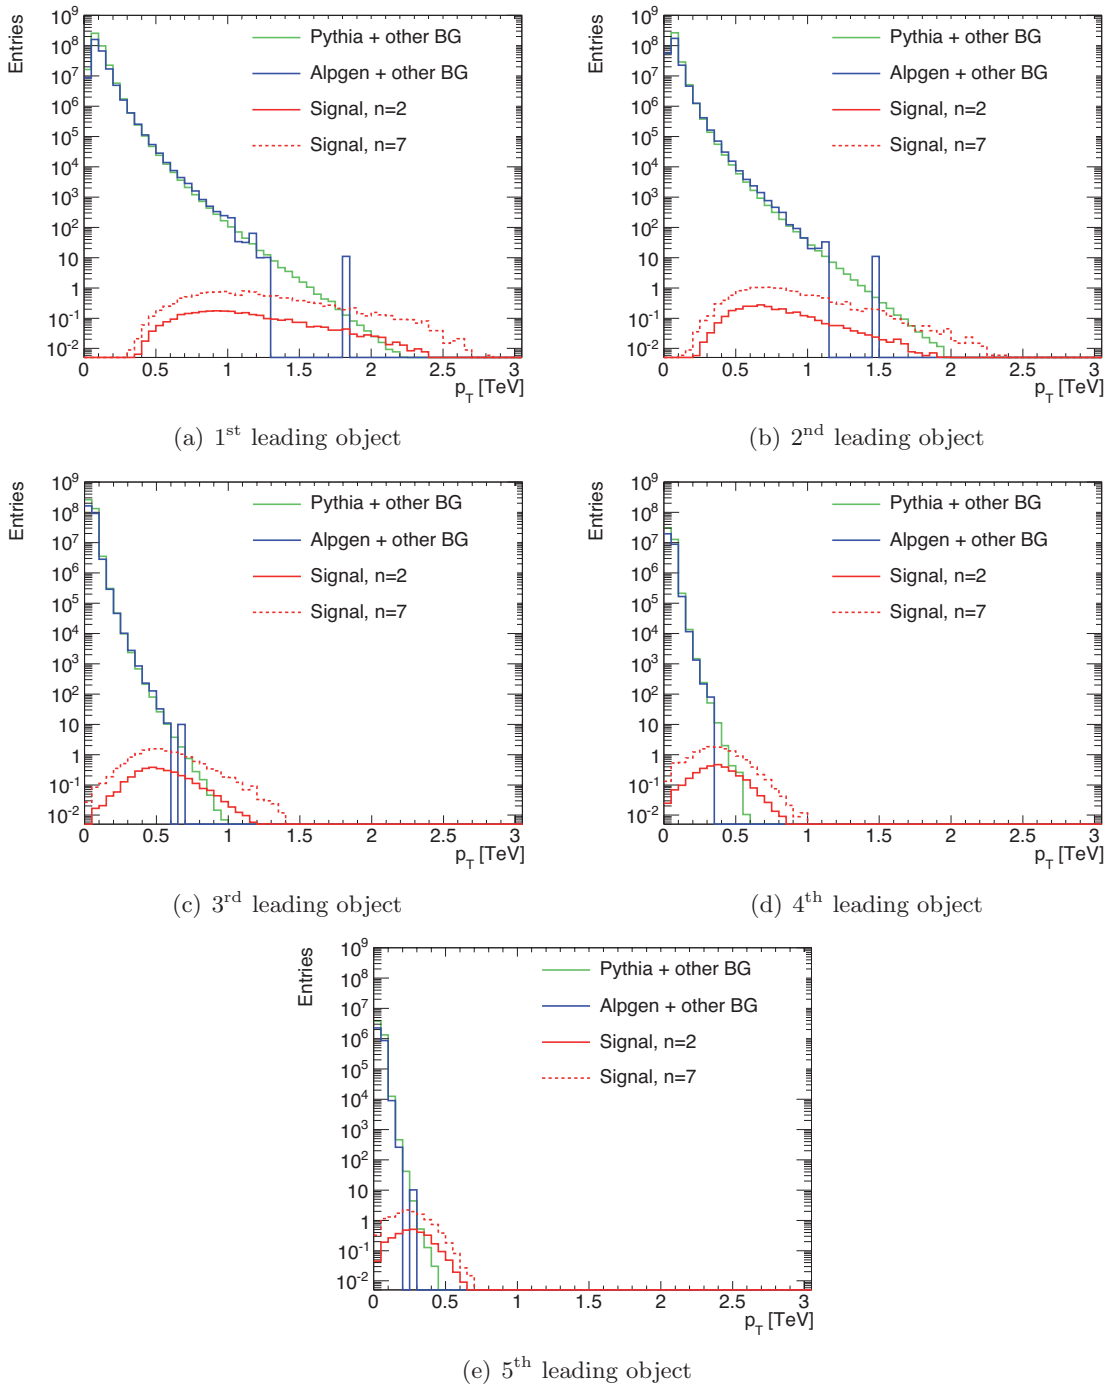 Entries
10^9
10^8
10^7
10^6
10^5
10^4
10^3
10^2
10
1
10^-1
10^-2
Pythia + other BG
Alpgen + other BG
Signal, n=2
Signal, n=7
0 0.5 1 1.5 2 2.5 3
p_T [TeV]
(a) 1^st leading object
Entries
10^9
10^8
10^7
10^6
10^5
10^4
10^3
10^2
10
1
10^-1
10^-2
Pythia + other BG
Alpgen + other BG
Signal, n=2
Signal, n=7
0 0.5 1 1.5 2 2.5 3
p_T [TeV]
(b) 2^nd leading object
Entries
10^9
10^8
10^7
10^6
10^5
10^4
10^3
10^2
10
1
10^-1
10^-2
Pythia + other BG
Alpgen + other BG
Signal, n=2
Signal, n=7
0 0.5 1 1.5 2 2.5 3
p_T [TeV]
(c) 3^rd leading object
Entries
10^9
10^8
10^7
10^6
10^5
10^4
10^3
10^2
10
1
10^-1
10^-2
Pythia + other BG
Alpgen + other BG
Signal, n=2
Signal, n=7
0 0.5 1 1.5 2 2.5 3
p_T [TeV]
(d) 4^th leading object
Entries
10^9
10^8
10^7
10^6
10^5
10^4
10^3
10^2
10
1
10^-1
10^-2
Pythia + other BG
Alpgen + other BG
Signal, n=2
Signal, n=7
0 0.5 1 1.5 2 2.5 3
p_T [TeV]
(e) 5^th leading object